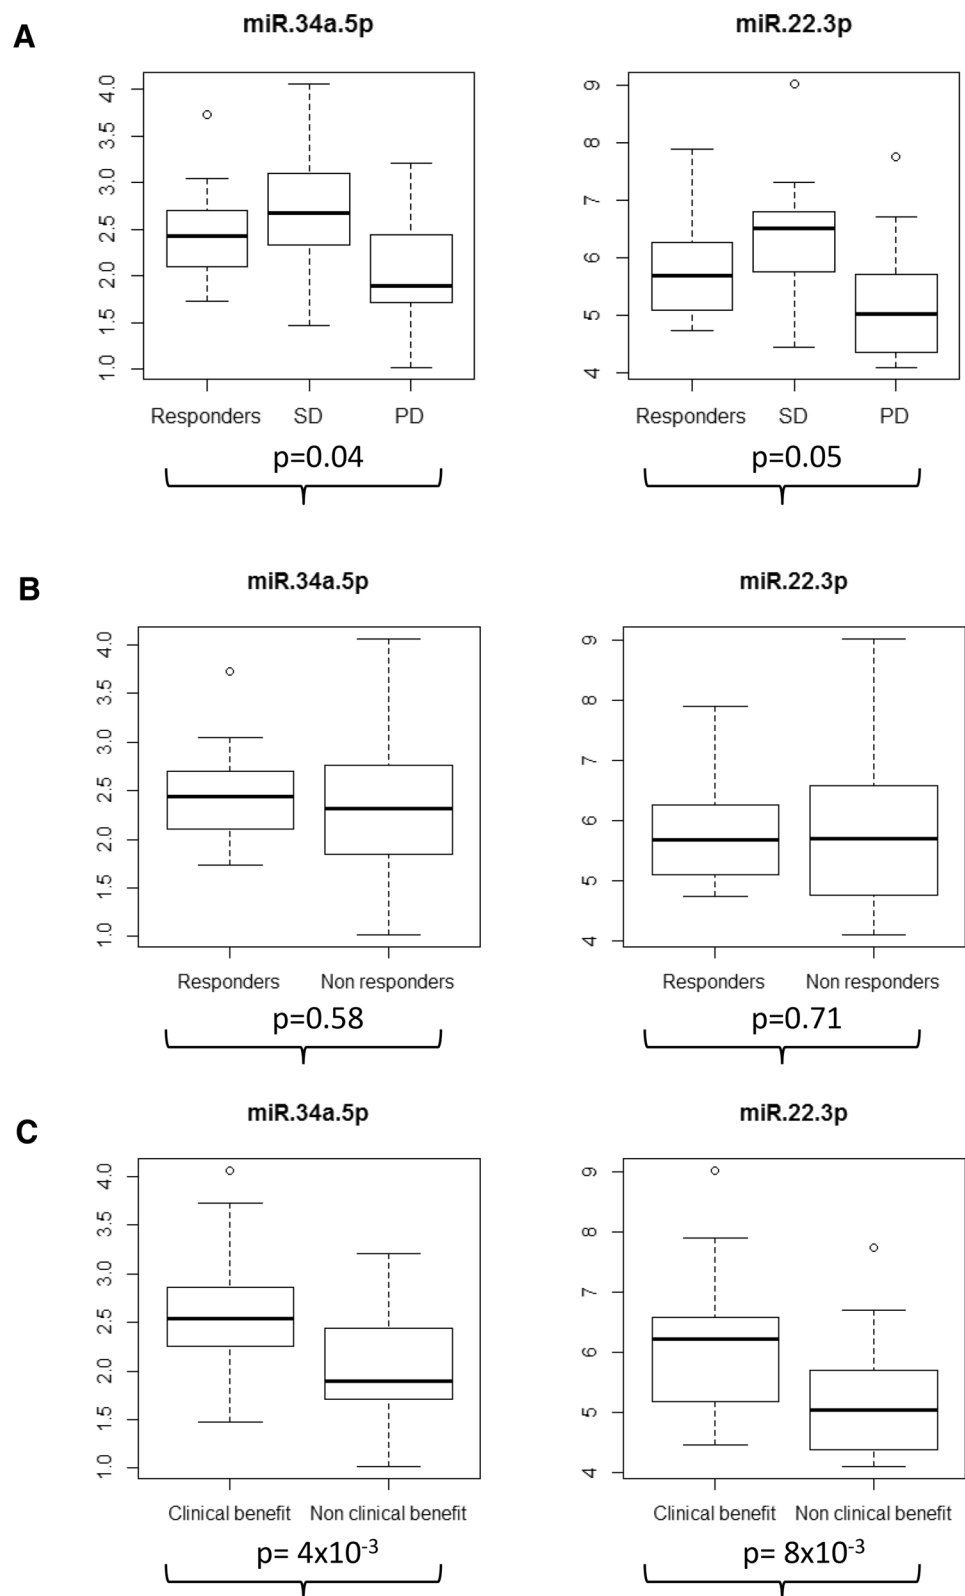 A
miR.34a.5p
miR.22.3p
4.0
3.5
3.0
2.5
2.0
1.5
1.0
9
8
7
6
5
4
Responders SD PD
Responders SD PD
p=0.04
p=0.05
B
miR.34a.5p
miR.22.3p
4.0
3.5
3.0
2.5
2.0
1.5
1.0
9
8
7
6
5
4
Responders Non responders
Responders Non responders
p=0.58
p=0.71
C
miR.34a.5p
miR.22.3p
4.0
3.5
3.0
2.5
2.0
1.5
1.0
9
8
7
6
5
4
Clinical benefit Non clinical benefit
Clinical benefit Non clinical benefit
p= 4x10⁻³
p= 8x10⁻³